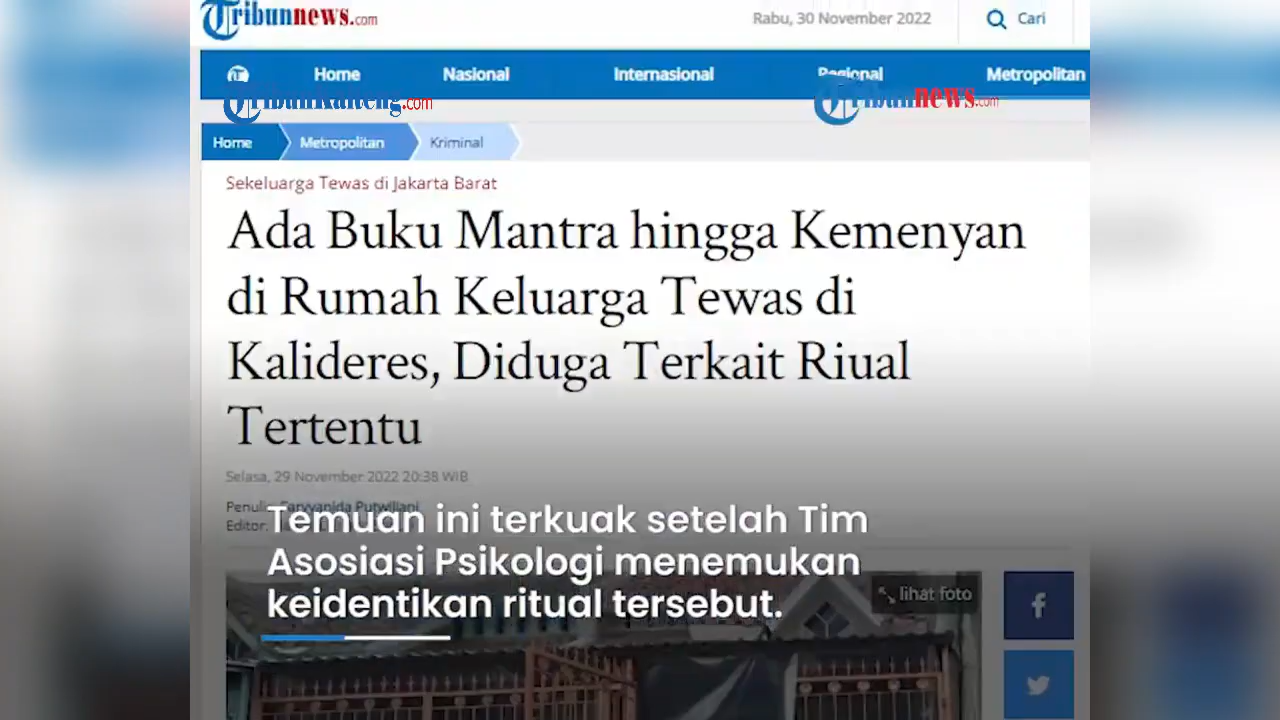 Tribunnews.com
Rabu, 30 November 2022
Cari
Home Nasional Internasional Regional Metropolitan
TribunKalteng.com
Tribunnews.com
Home Metropolitan Kriminal
Sekeluarga Tewas di Jakarta Barat
Ada Buku Mantra hingga Kemenyan
di Rumah Keluarga Tewas di
Kalideres, Diduga Terkait Riual
Tertentu
Selasa, 29 November 2022 20:38 WIB
Editor:
Temuan ini terkuak setelah Tim
Asosiasi Psikologi menemukan
keidentikan ritual tersebut.
lihat foto